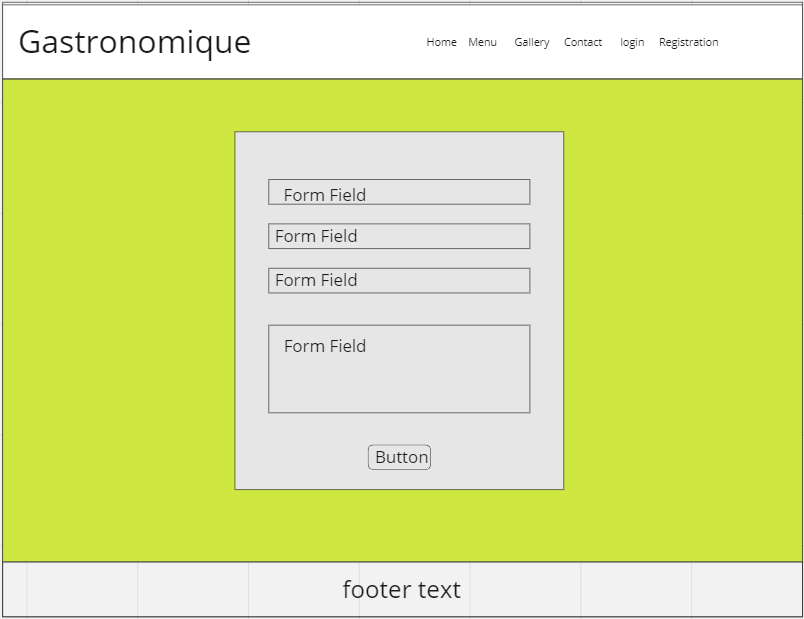 Gastronomique
Home Menu Gallery Contact login Registration
Form Field
Form Field
Form Field
Form Field
Button
footer text